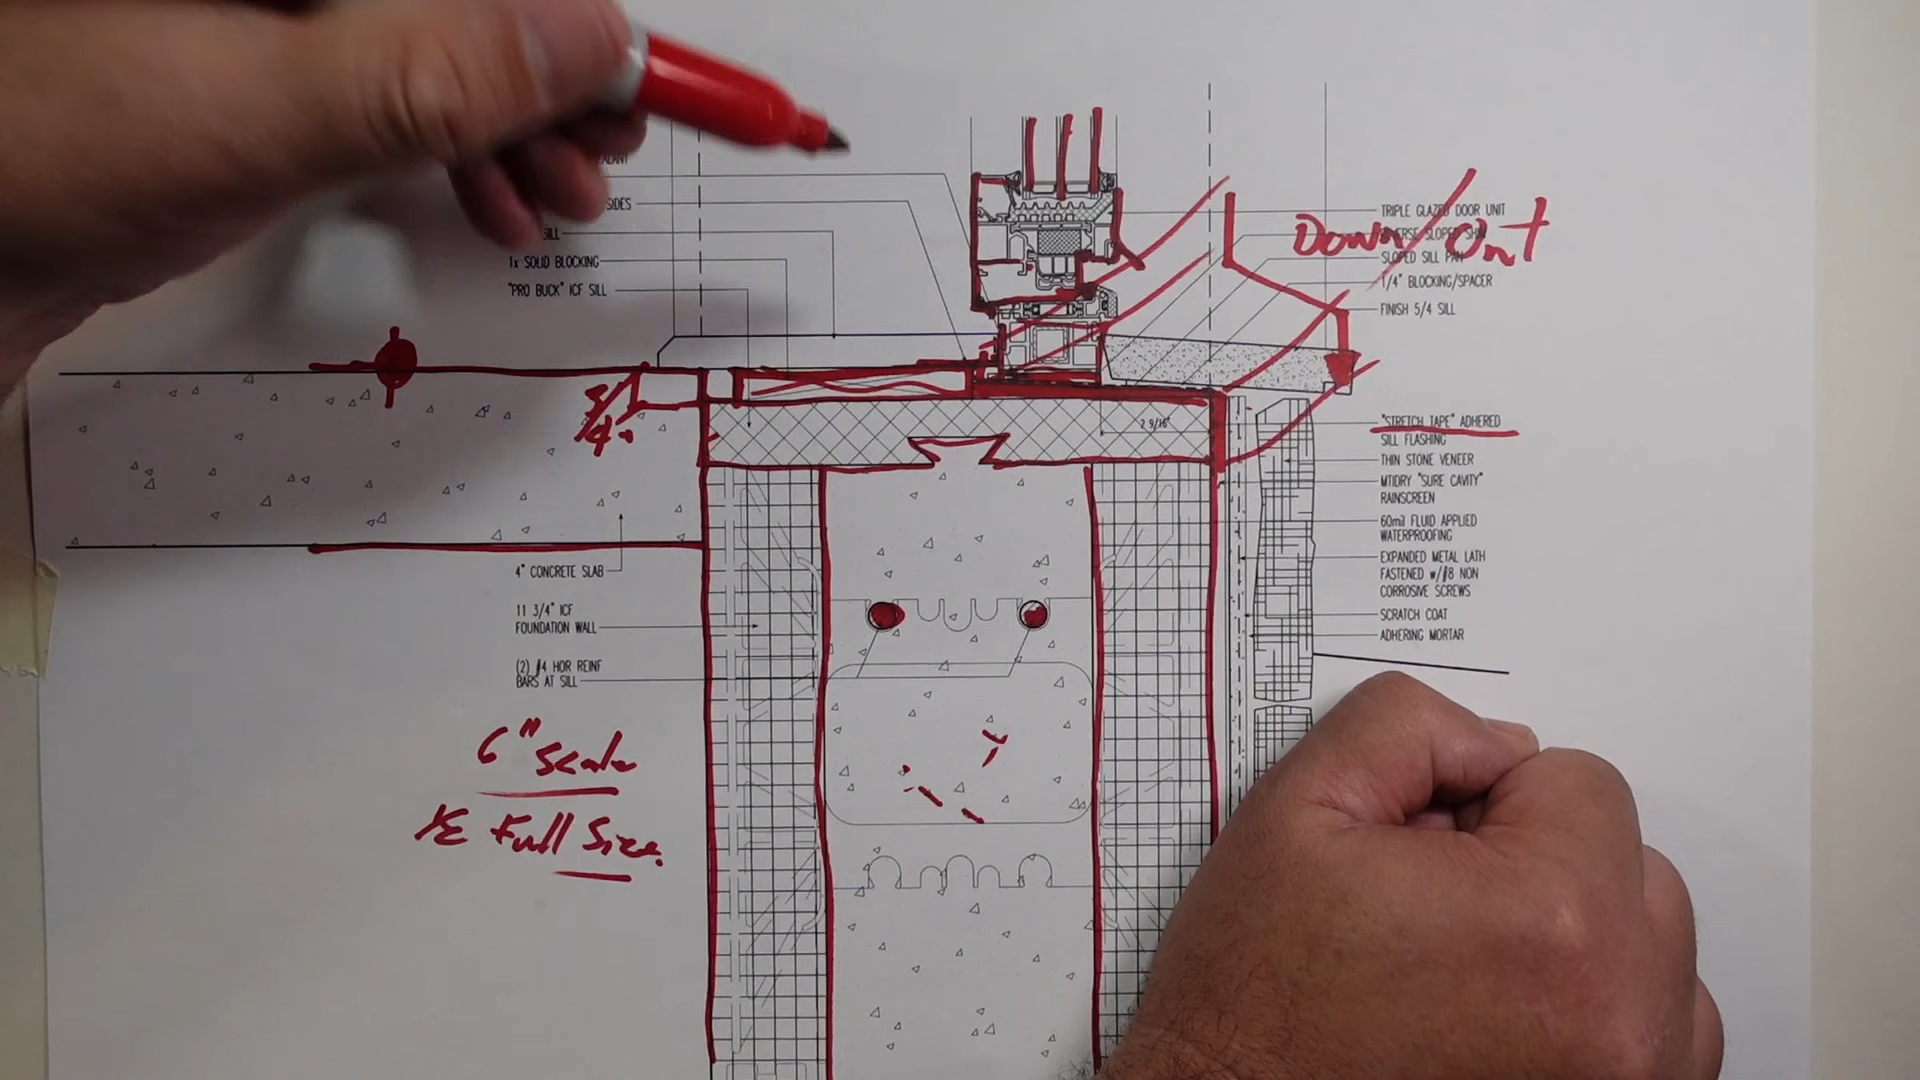 SIDES
SILL
1x SOLID BLOCKING
"PRO BUCK" ICF SILL
3/4"
4" CONCRETE SLAB
11 3/4" ICF
FOUNDATION WALL
(2) #4 HOR REINF
BARS AT SILL
6" Scale
1/2 Full Size.
2 9/16"
Down/Out
TRIPLE GLAZED DOOR UNIT
SLOPED SHIM
SLOPED SILL PAN
1/4" BLOCKING/SPACER
FINISH 5/4 SILL
"STRETCH TAPE" ADHERED
SILL FLASHING
THIN STONE VENEER
MTIDRY "SURE CAVITY"
RAINSCREEN
60mil FLUID APPLIED
WATERPROOFING
EXPANDED METAL LATH
FASTENED w/#8 NON
CORROSIVE SCREWS
SCRATCH COAT
ADHERING MORTAR